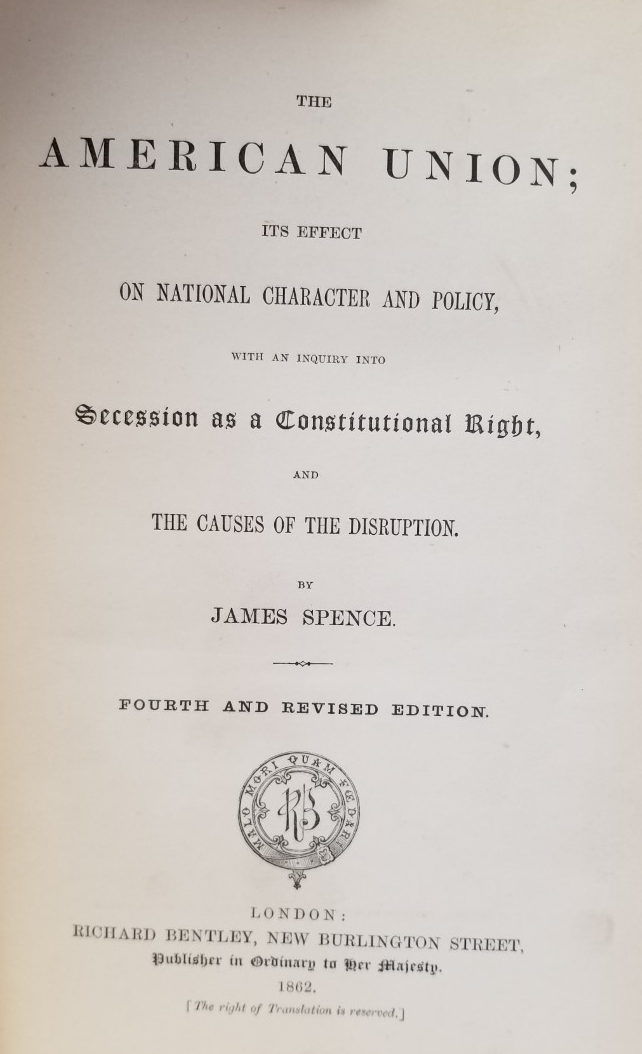 THE
AMERICAN UNION;
ITS EFFECT
ON NATIONAL CHARACTER AND POLICY,
WITH AN INQUIRY INTO
Secession as a Constitutional Right,
AND
THE CAUSES OF THE DISRUPTION.
BY
JAMES SPENCE.
FOURTH AND REVISED EDITION.
MALO MORI QUAM FŒDARI
RB
LONDON:
RICHARD BENTLEY, NEW BURLINGTON STREET,
Publisher in Ordinary to Her Majesty.
1862.
[The right of Translation is reserved.]